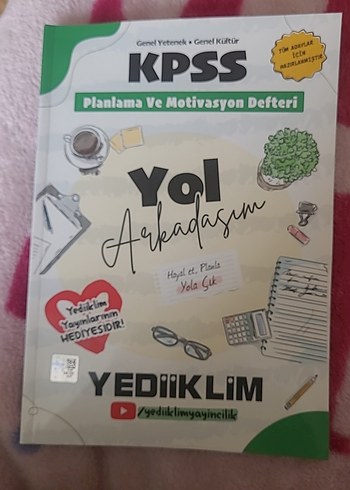 Genel Yetenek • Genel Kültür
KPSS
TÜM ADAYLAR
İÇİN
HAZIRLANMIŞTIR
Planlama Ve Motivasyon Defteri
Yol
Arkadaşım
Hayal et, Planla
Yola Çık
Yediiklim
Yayınlarının
HEDİYESİDİR!
YEDİİKLİM
/yediiklimyayincilik